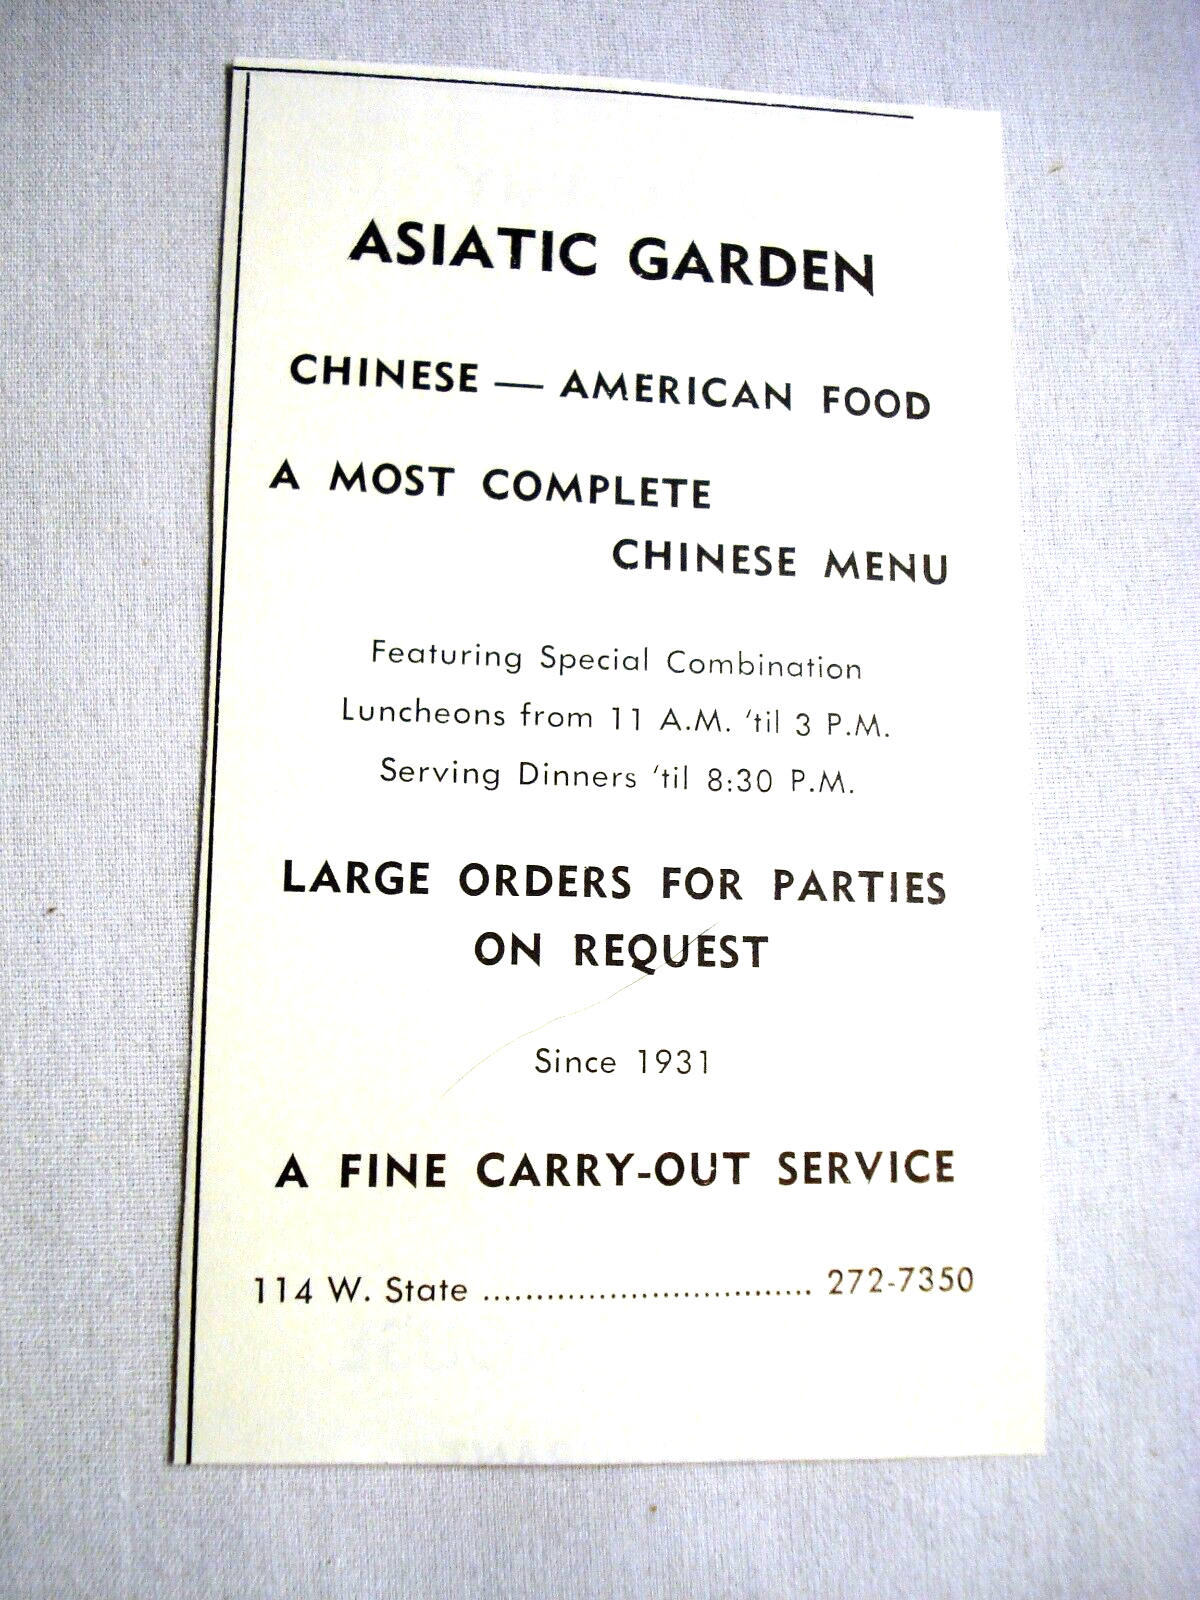 ASIATIC GARDEN
CHINESE — AMERICAN FOOD
A MOST COMPLETE
CHINESE MENU
Featuring Special Combination
Luncheons from 11 A.M. ’til 3 P.M.
Serving Dinners ’til 8:30 P.M.
LARGE ORDERS FOR PARTIES
ON REQUEST
Since 1931
A FINE CARRY-OUT SERVICE
114 W. State ................................ 272-7350